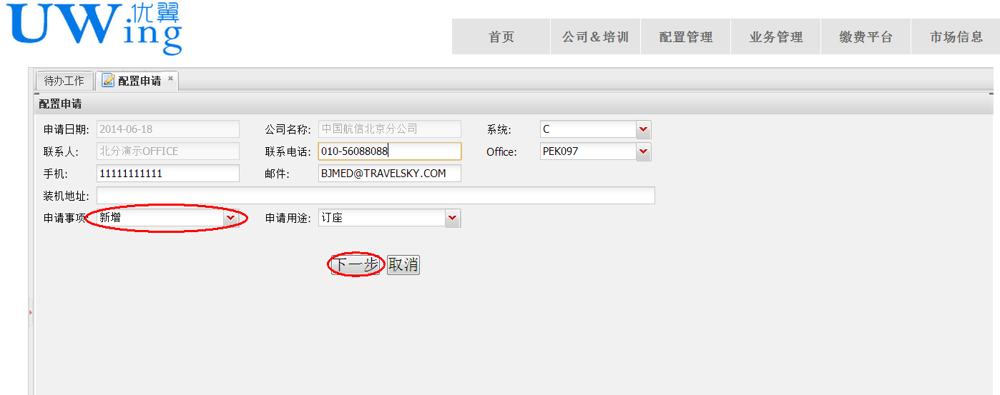 UWing优翼
首页 公司&培训 配置管理 业务管理 缴费平台 市场信息
待办工作 配置申请
配置申请
申请日期: 2014-06-18 公司名称: 中国航信北京分公司 系统: C
联系人: 北分演示OFFICE 联系电话: 010-56088088 Office: PEK097
手机: 11111111111 邮件: BJMED@TRAVELSKY.COM
装机地址:
申请事项 新增 申请用途: 订座
下一步 取消